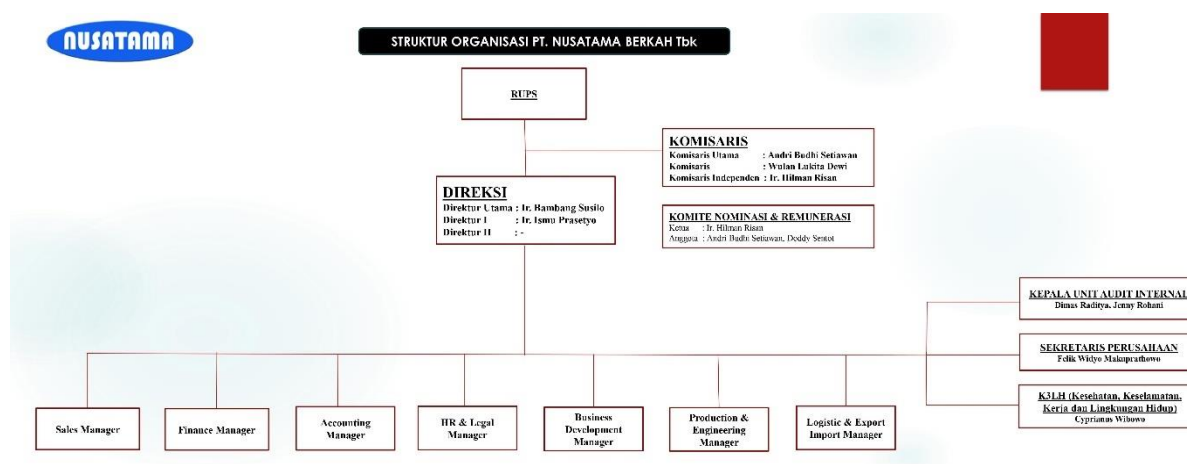 NUSATAMA
STRUKTUR ORGANISASI PT. NUSATAMA BERKAH Tbk
RUPS
KOMISARIS
Komisaris Utama : Andri Budhi Setiawan
Komisaris : Wulan Lukita Dewi
Komisaris Independen : Ir. Hilman Risan
DIREKSI
Direktur Utama : Ir. Bambang Susilo
Direktur I : Ir. Ismu Prasetyo
Direktur II : -
KOMITE NOMINASI & REMUNERASI
Ketua : Ir. Hilman Risan
Anggota : Andri Budhi Setiawan, Doddy Sentot
KEPALA UNIT AUDIT INTERNAL
Dimas Raditya, Jenny Rohani
SEKRETARIS PERUSAHAAN
Felik Widyo Makuprathowo
K3LH (Kesehatan, Keselamatan,
Kerja dan Lingkungan Hidup)
Cyprianus Wibowo
Sales Manager
Finance Manager
Accounting
Manager
HR & Legal
Manager
Business
Development
Manager
Production &
Engineering
Manager
Logistic & Export
Import Manager